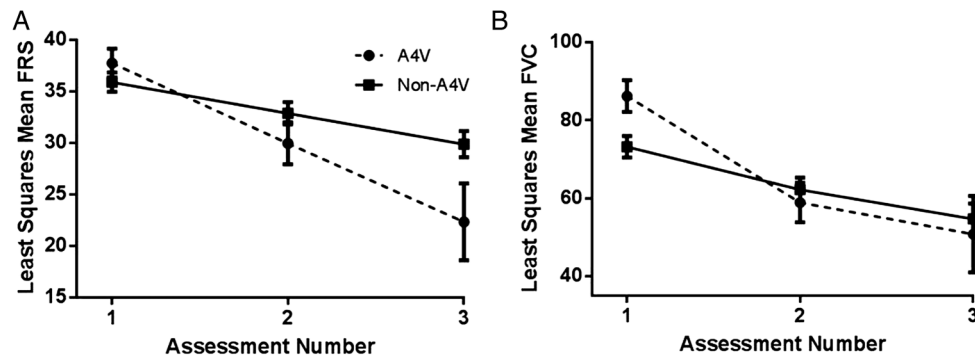 A
Least Squares Mean FRS
40
35
30
25
20
15
A4V
Non-A4V
1
2
3
Assessment Number
B
Least Squares Mean FVC
100
80
60
40
1
2
3
Assessment Number